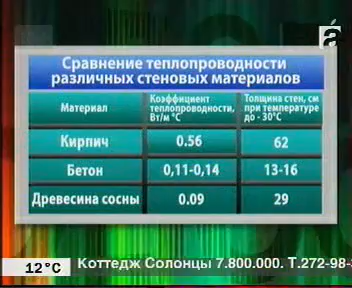 á
Сравнение теплопроводности
различных стеновых материалов
Материал
Коэффициент
теплопроводности,
Вт/м °С
Толщина стен, см
при температуре
до - 30°С
Кирпич
0.56
62
Бетон
0,11-0,14
13-16
Древесина сосны
0.09
29
12°C
Коттедж Солонцы 7.800.000. Т.272-98-